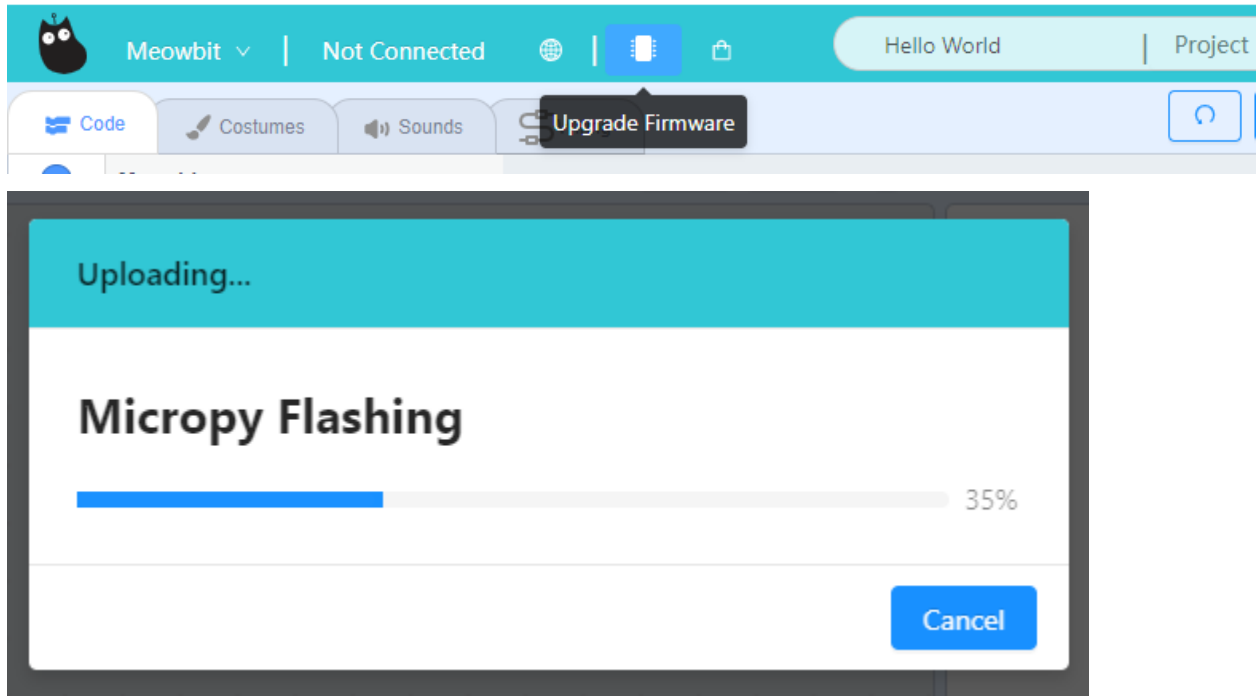 Meowbit | Not Connected | Hello World | Project
Code Costumes Sounds Upgrade Firmware
Uploading...
Micropy Flashing
35%
Cancel